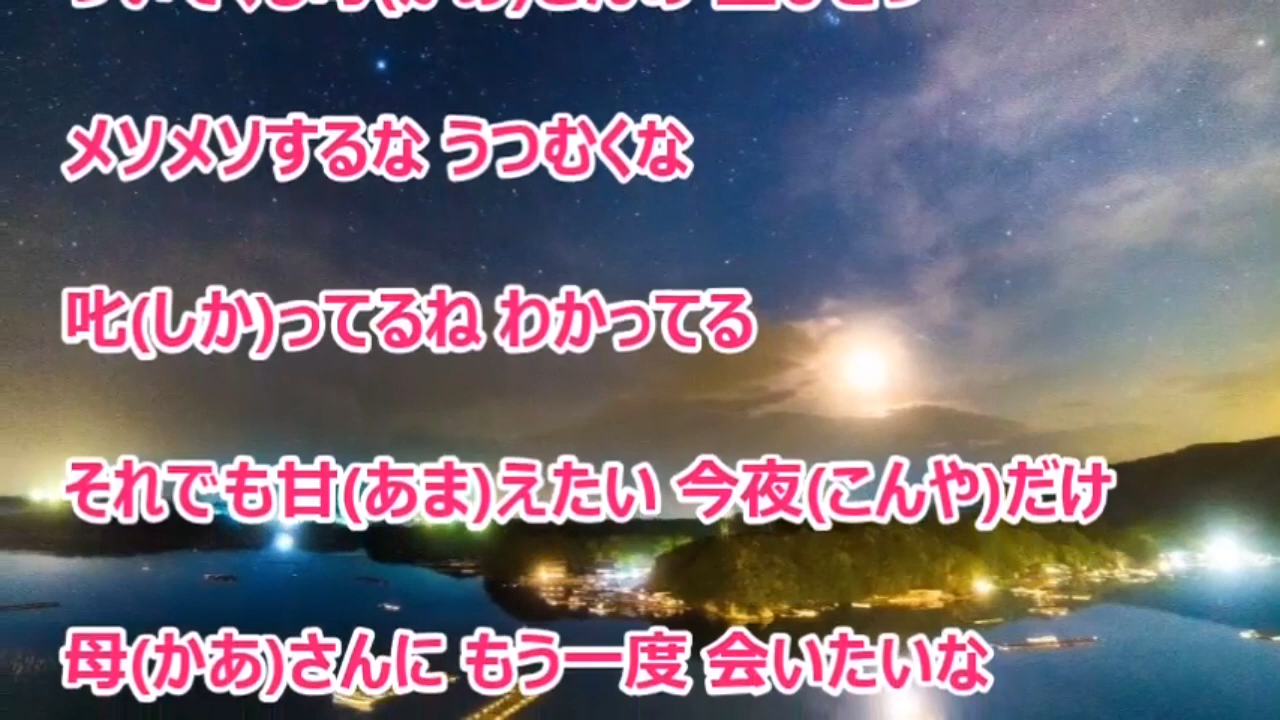 メソメソするな うつむくな
叱(しか)ってるね わかってる
それでも甘(あま)えたい 今夜(こんや)だけ
母(かあ)さんに もう一度 会いたいな